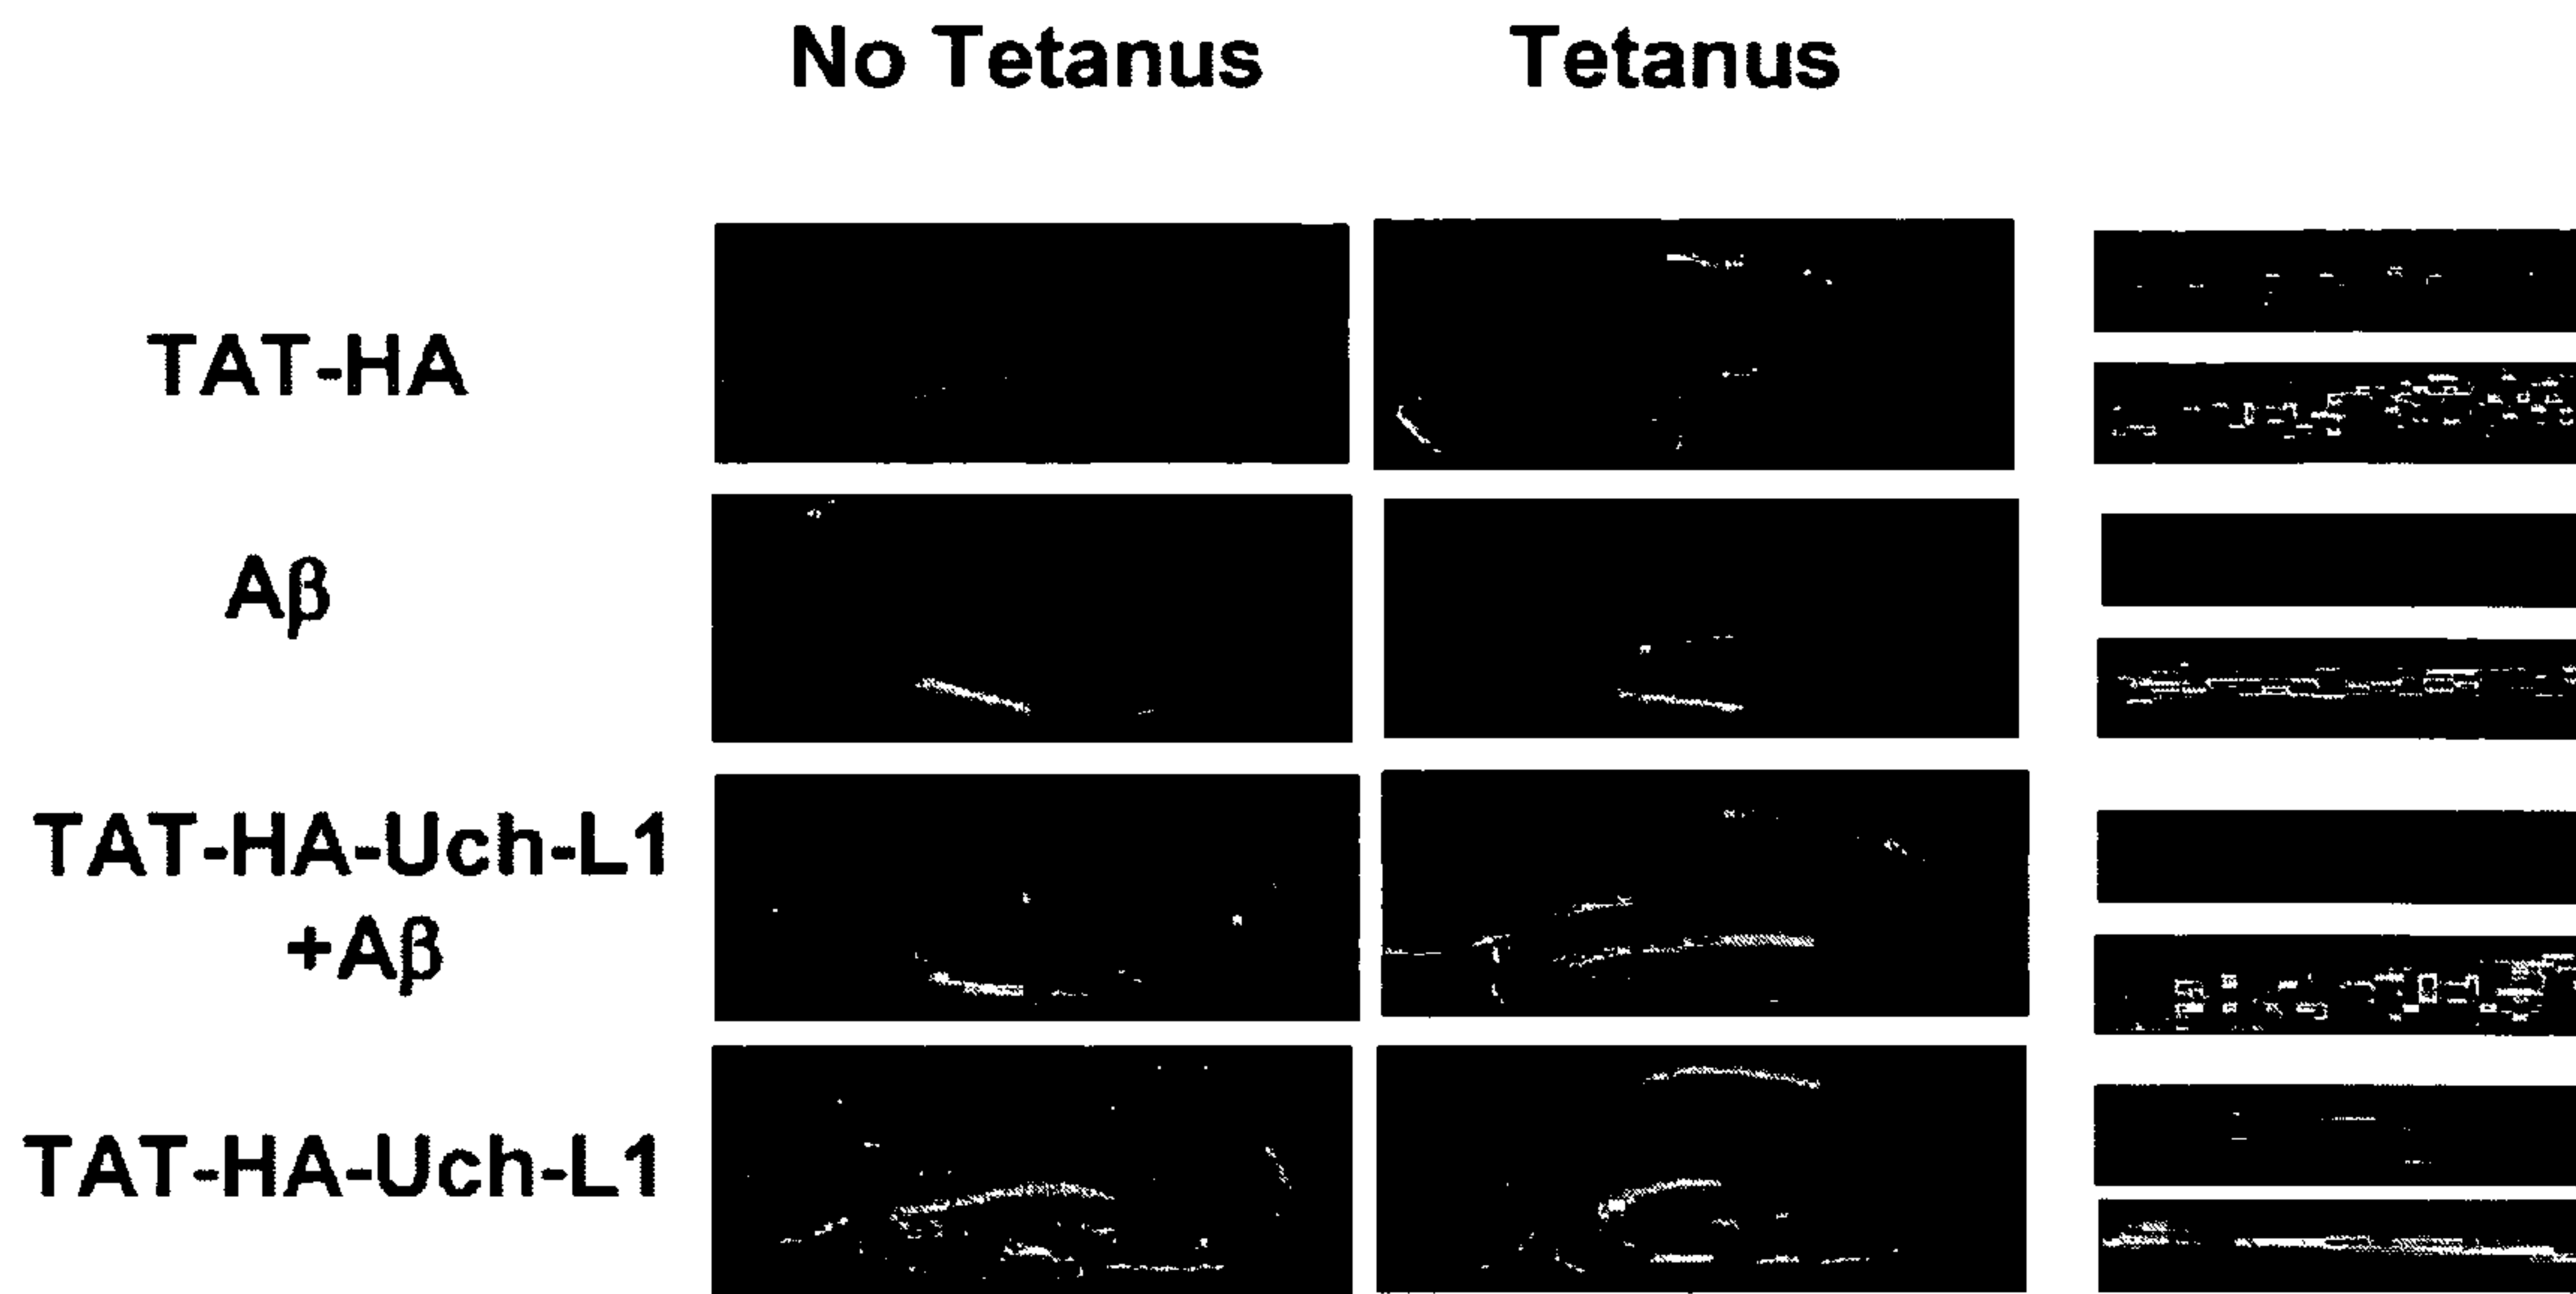 No Tetanus Tetanus
TAT-HA
Aβ
TAT-HA-Uch-L1
+Aβ
TAT-HA-Uch-L1